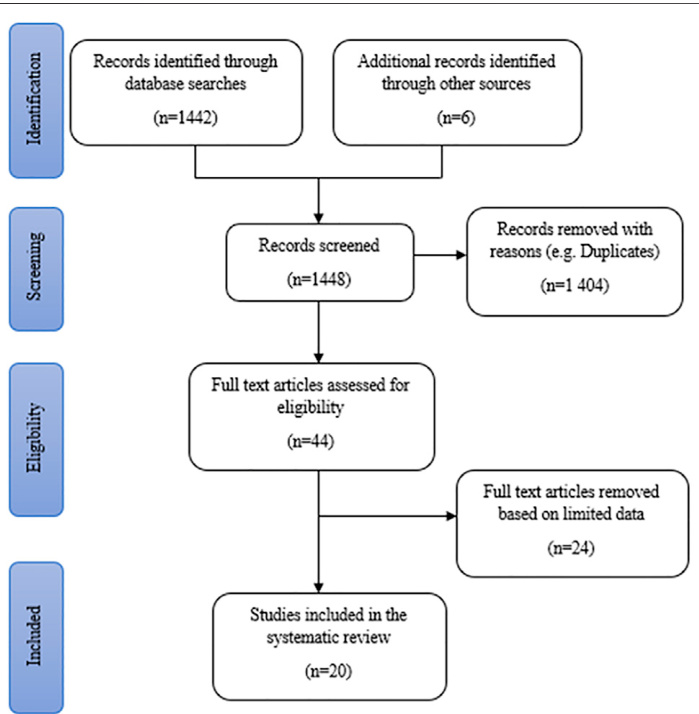 Identification
Records identified through
database searches
(n=1442)
Additional records identified
through other sources
(n=6)
Screening
Records screened
(n=1448)
Records removed with
reasons (e.g. Duplicates)
(n=1 404)
Eligibility
Full text articles assessed for
eligibility
(n=44)
Full text articles removed
based on limited data
(n=24)
Included
Studies included in the
systematic review
(n=20)